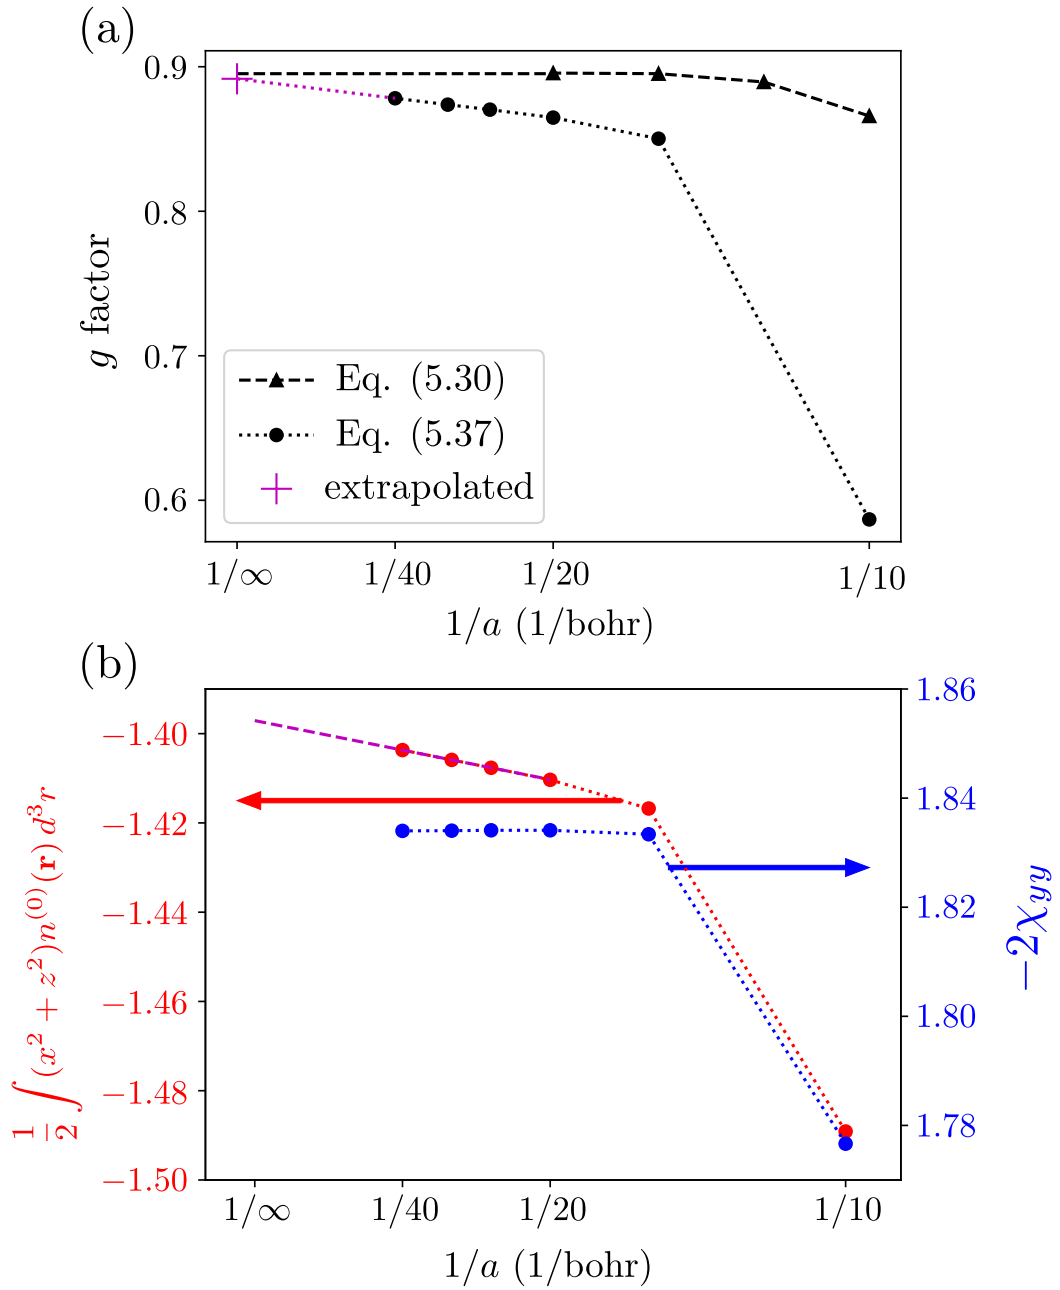 (a)
0.9
0.8
0.7
0.6
g factor
Eq. (5.30)
Eq. (5.37)
extrapolated
1/∞ 1/40 1/20 1/10
1/a (1/bohr)
(b)
−1.40
−1.42
−1.44
−1.46
−1.48
−1.50
1/2 ∫ (x² + z²)n⁽⁰⁾(r) d³r
1.86
1.84
1.82
1.80
1.78
−2χyy
1/∞ 1/40 1/20 1/10
1/a (1/bohr)